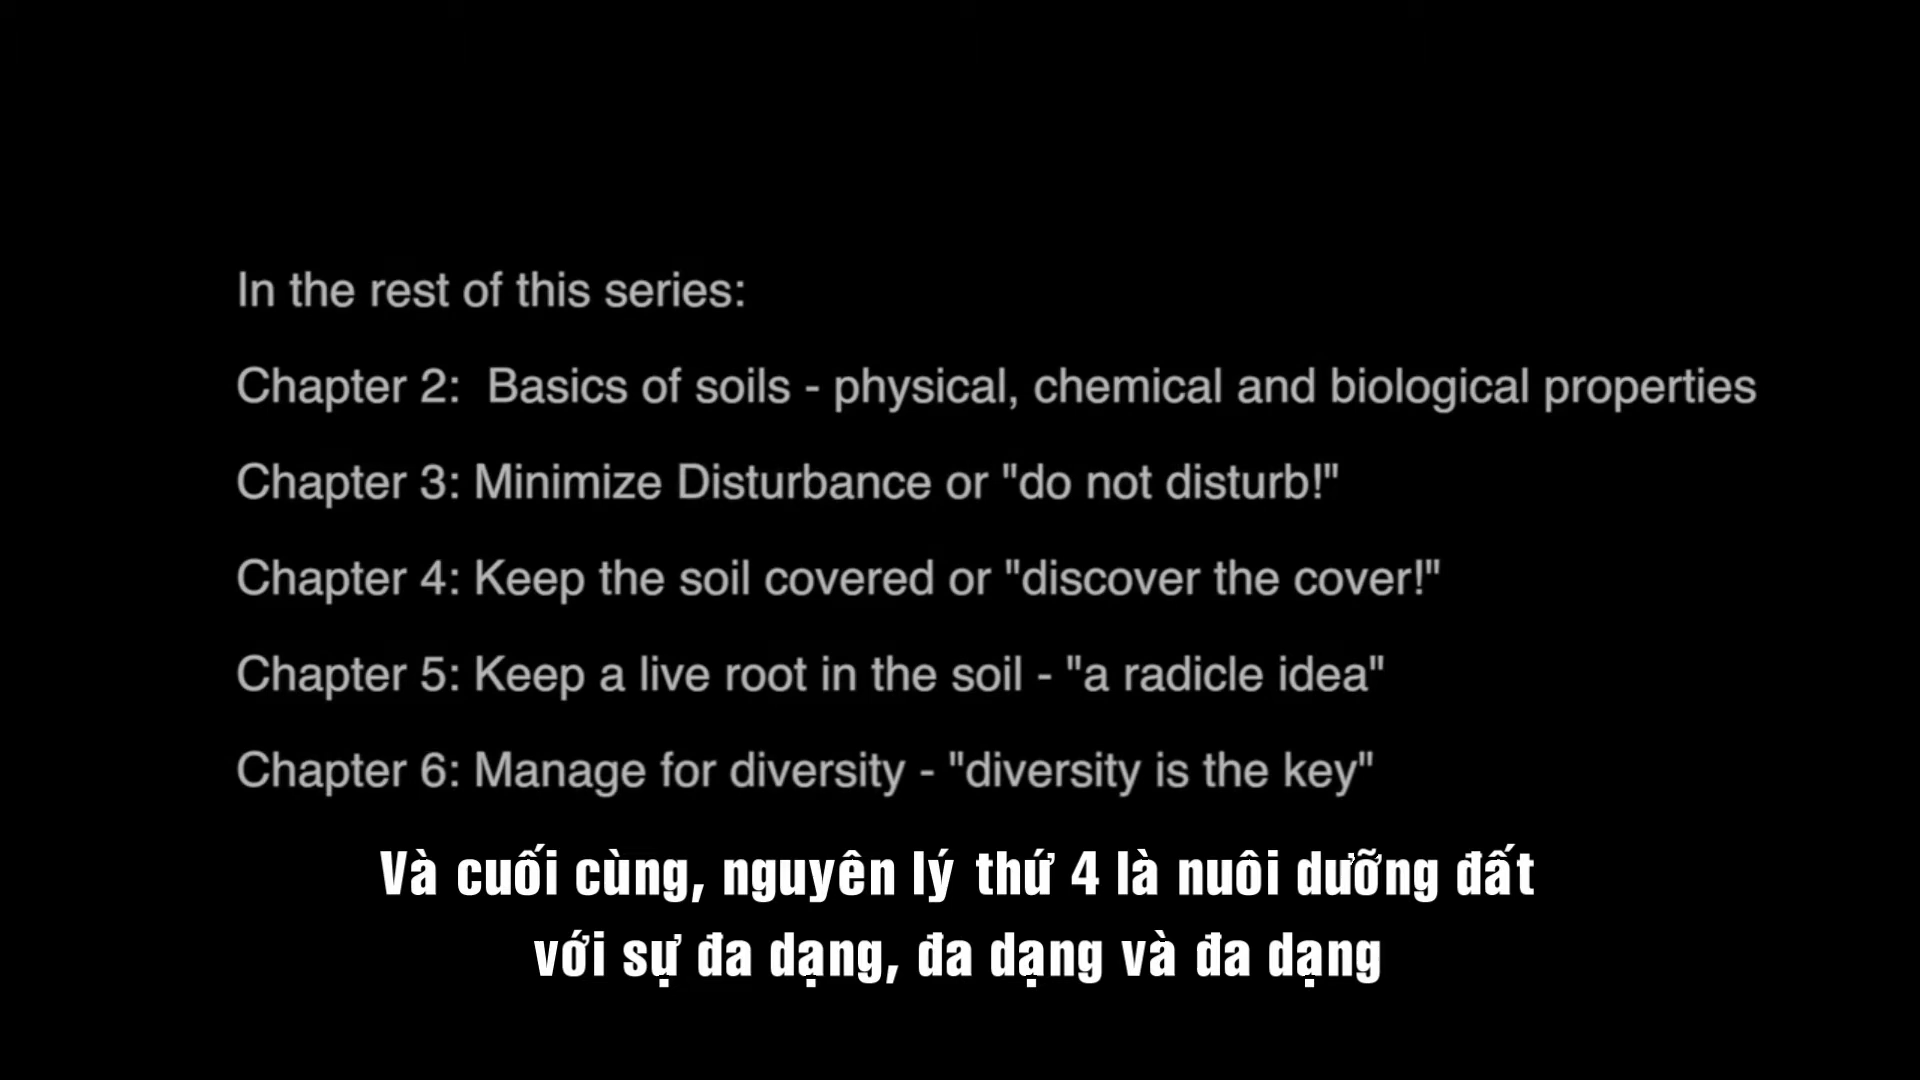 In the rest of this series:
Chapter 2:  Basics of soils - physical, chemical and biological properties
Chapter 3: Minimize Disturbance or "do not disturb!"
Chapter 4: Keep the soil covered or "discover the cover!"
Chapter 5: Keep a live root in the soil - "a radicle idea"
Chapter 6: Manage for diversity - "diversity is the key"
Và cuối cùng, nguyên lý thứ 4 là nuôi dưỡng đất
với sự đa dạng, đa dạng và đa dạng